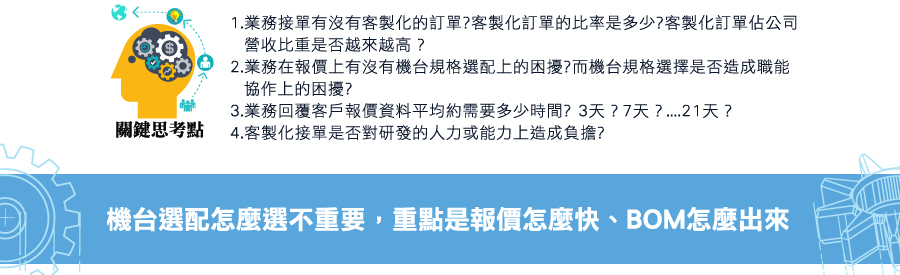 1.業務接單有沒有客製化的訂單?客製化訂單的比率是多少?客製化訂單佔公司
營收比重是否越來越高？
2.業務在報價上有沒有機台規格選配上的困擾?而機台規格選擇是否造成職能
協作上的困擾?
3.業務回覆客戶報價資料平均約需要多少時間? 3天？7天？....21天？
4.客製化接單是否對研發的人力或能力上造成負擔?
關鍵思考點
機台選配怎麼選不重要，重點是報價怎麼快、BOM怎麼出來